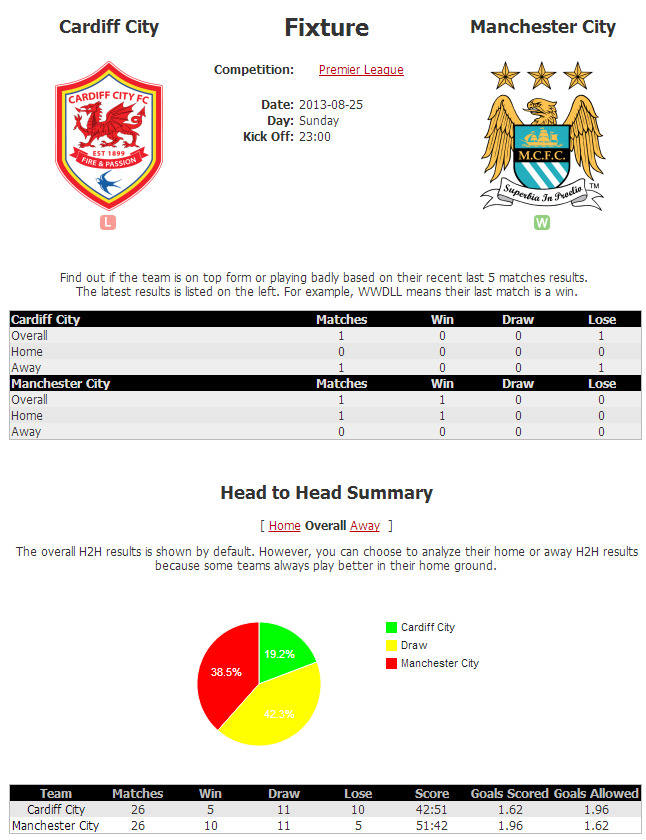 Cardiff City
Fixture
Manchester City
Competition: Premier League
Date: 2013-08-25
Day: Sunday
Kick Off: 23:00
CARDIFF CITY FC
EST 1899
FIRE & PASSION
M.C.F.C.
Superbia In Proelio
TM
L
W
Find out if the team is on top form or playing badly based on their recent last 5 matches results.
The latest results is listed on the left. For example, WWDLL means their last match is a win.
Cardiff City Matches Win Draw Lose
Overall 1 0 0 1
Home 0 0 0 0
Away 1 0 0 1
Manchester City Matches Win Draw Lose
Overall 1 1 0 0
Home 1 1 0 0
Away 0 0 0 0
Head to Head Summary
[ Home Overall Away ]
The overall H2H results is shown by default. However, you can choose to analyze their home or away H2H results
because some teams always play better in their home ground.
Cardiff City
Draw
Manchester City
19.2%
38.5%
42.3%
Team Matches Win Draw Lose Score Goals Scored Goals Allowed
Cardiff City 26 5 11 10 42:51 1.62 1.96
Manchester City 26 10 11 5 51:42 1.96 1.62